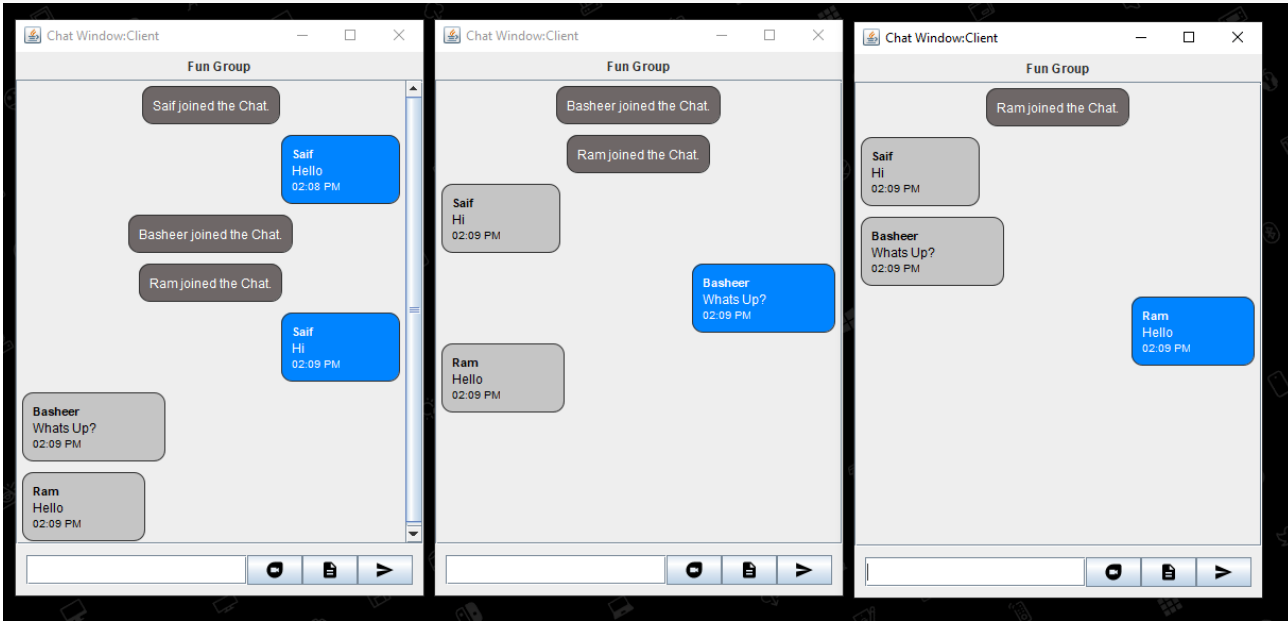 Chat Window:Client
Fun Group
Saif joined the Chat.
Saif
Hello
02:08 PM
Basheer joined the Chat.
Ram joined the Chat.
Saif
Hi
02:09 PM
Basheer
Whats Up?
02:09 PM
Ram
Hello
02:09 PM
Chat Window:Client
Fun Group
Basheer joined the Chat.
Ram joined the Chat.
Saif
Hi
02:09 PM
Basheer
Whats Up?
02:09 PM
Ram
Hello
02:09 PM
Chat Window:Client
Fun Group
Ram joined the Chat.
Saif
Hi
02:09 PM
Basheer
Whats Up?
02:09 PM
Ram
Hello
02:09 PM